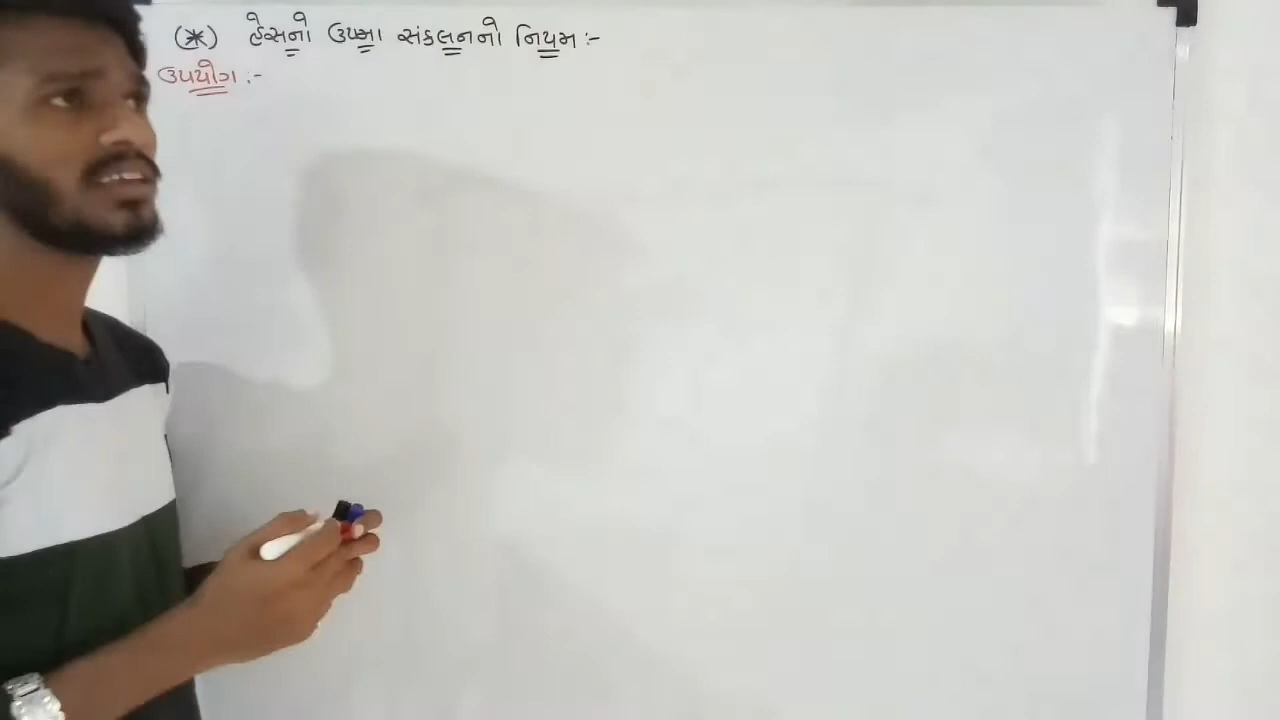 (*) હેસનો ઉષ્મા સંકલનનો નિયમ :-
ઉપયોગ :-